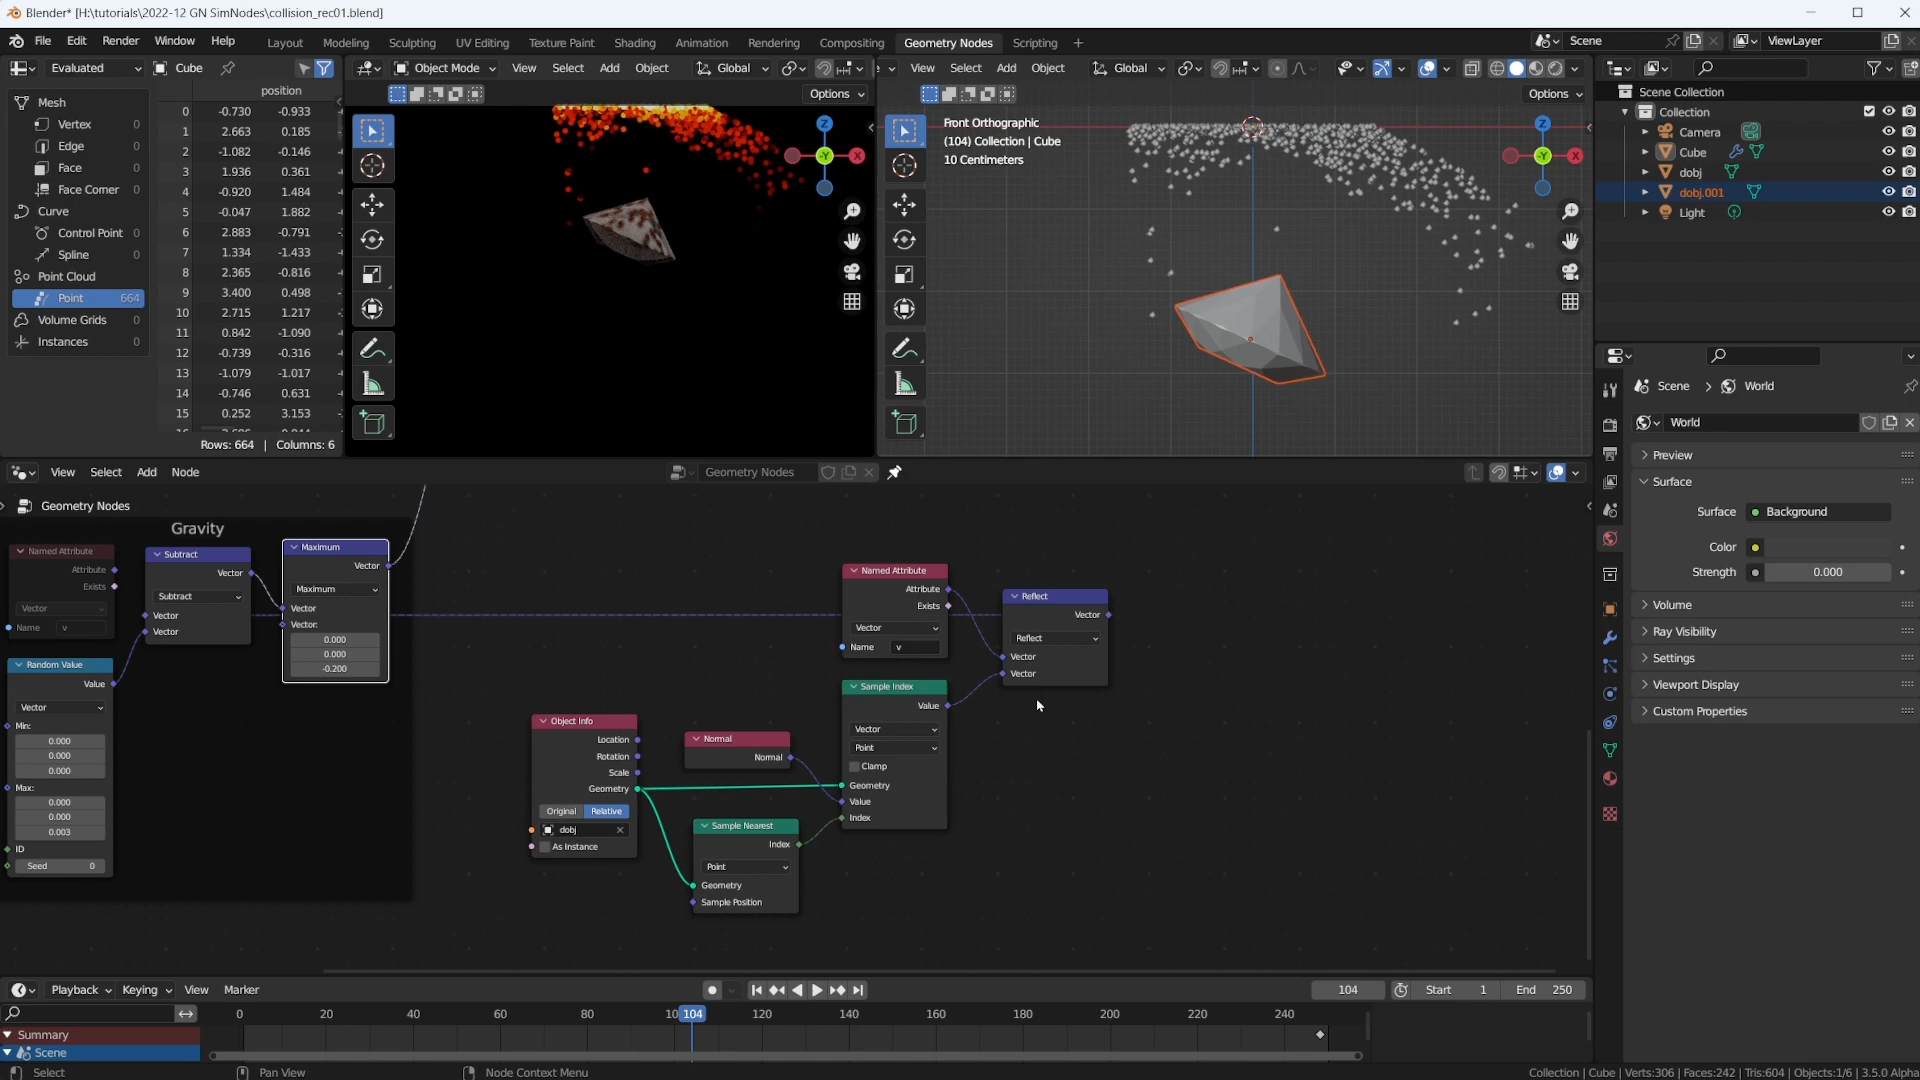 Blender* [H:\tutorials\2022-12 GN SimNodes\collision_rec01.blend]
File Edit Render Window Help Layout Modeling Sculpting UV Editing Texture Paint Shading Animation Rendering Compositing Geometry Nodes Scripting + Scene ViewLayer
Evaluated Cube
Object Mode View Select Add Object Global
View Select Add Object Global
Options
Options
position
Mesh
Vertex 0
Edge 0
Face 0
Face Corner 0
Curve
Control Point 0
Spline 0
Point Cloud
Point 664
Volume Grids 0
Instances 0
0 -0.730 -0.933
1 2.663 0.185
2 -1.082 -0.146
3 1.936 0.361
4 -0.920 1.484
5 -0.047 1.882
6 2.883 -0.791
7 1.334 -1.433
8 2.365 -0.816
9 3.400 0.498
10 2.715 1.217
11 0.842 -1.090
12 -0.739 -0.316
13 -1.079 -1.017
14 -0.746 0.631
15 0.252 3.153
Rows: 664 | Columns: 6
Z
X
-Y
Front Orthographic
(104) Collection | Cube
10 Centimeters
Z
X
-Y
Scene Collection
Collection
Camera
Cube
dobj
dobj.001
Light
Scene > World
World
Preview
Surface
Surface Background
Color
Strength 0.000
Volume
Ray Visibility
Settings
Viewport Display
Custom Properties
View Select Add Node Geometry Nodes
Geometry Nodes
Gravity
Named Attribute
Attribute
Exists
Vector
Name v
Subtract
Vector
Subtract
Vector
Vector
Maximum
Vector
Maximum
Vector
Vector:
0.000
0.000
-0.200
Random Value
Value
Vector
Min:
0.000
0.000
0.000
Max:
0.000
0.000
0.003
ID
Seed 0
Object Info
Location
Rotation
Scale
Geometry
Original Relative
dobj
As Instance
Normal
Normal
Sample Nearest
Index
Point
Geometry
Sample Position
Named Attribute
Attribute
Exists
Vector
Name v
Sample Index
Value
Vector
Point
Clamp
Geometry
Value
Index
Reflect
Vector
Reflect
Vector
Vector
Playback Keying View Marker 104 Start 1 End 250
0 20 40 60 80 10 104 120 140 160 180 200 220 240
Summary
Scene
Select Pan View Node Context Menu Collection | Cube | Verts:306 | Faces:242 | Tris:604 | Objects:1/6 | 3.5.0 Alpha